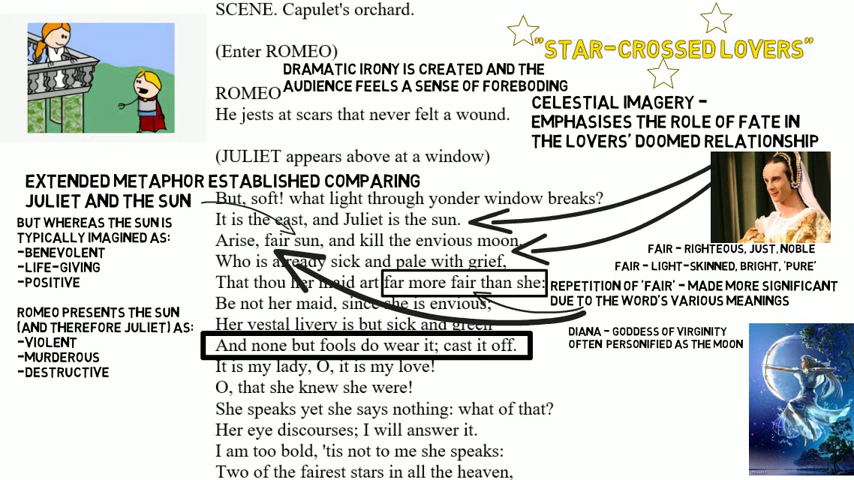 SCENE. Capulet's orchard.
"STAR-CROSSED LOVERS"
(Enter ROMEO)
DRAMATIC IRONY IS CREATED AND THE
AUDIENCE FEELS A SENSE OF FOREBODING
ROMEO
He jests at scars that never felt a wound.
CELESTIAL IMAGERY –
EMPHASISES THE ROLE OF FATE IN
THE LOVERS' DOOMED RELATIONSHIP
(JULIET appears above at a window)
EXTENDED METAPHOR ESTABLISHED COMPARING
JULIET AND THE SUN
BUT WHEREAS THE SUN IS
TYPICALLY IMAGINED AS:
-BENEVOLENT
-LIFE-GIVING
-POSITIVE
ROMEO PRESENTS THE SUN
(AND THEREFORE JULIET) AS:
-VIOLENT
-MURDEROUS
-DESTRUCTIVE
But, soft! what light through yonder window breaks?
It is the east, and Juliet is the sun.
Arise, fair sun, and kill the envious moon,
Who is already sick and pale with grief,
That thou her maid art far more fair than she:
Be not her maid, since she is envious;
Her vestal livery is but sick and green
And none but fools do wear it; cast it off.
It is my lady, O, it is my love!
O, that she knew she were!
She speaks yet she says nothing: what of that?
Her eye discourses; I will answer it.
I am too bold, 'tis not to me she speaks:
Two of the fairest stars in all the heaven,
FAIR – RIGHTEOUS, JUST, NOBLE
FAIR – LIGHT-SKINNED, BRIGHT, 'PURE'
REPETITION OF 'FAIR' – MADE MORE SIGNIFICANT
DUE TO THE WORD'S VARIOUS MEANINGS
DIANA – GODDESS OF VIRGINITY
OFTEN PERSONIFIED AS THE MOON